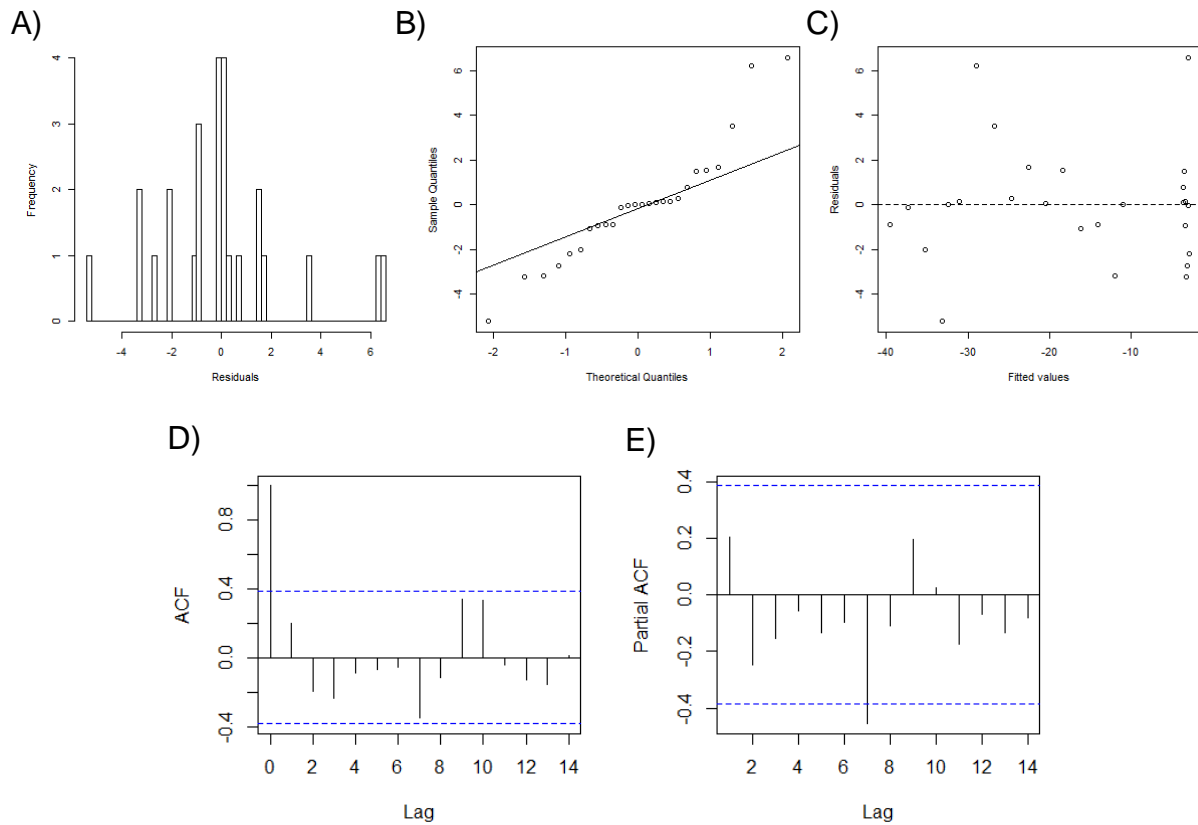 A)
4
3
2
1
0
Frequency
-4 -2 0 2 4 6
Residuals
B)
6
4
2
0
-2
-4
Sample Quantiles
-2 -1 0 1 2
Theoretical Quantiles
C)
6
4
2
0
-2
-4
Residuals
-40 -30 -20 -10
Fitted values
D)
0.8
0.4
0.0
-0.4
ACF
0 2 4 6 8 10 12 14
Lag
E)
0.4
0.2
0.0
-0.2
-0.4
Partial ACF
2 4 6 8 10 12 14
Lag